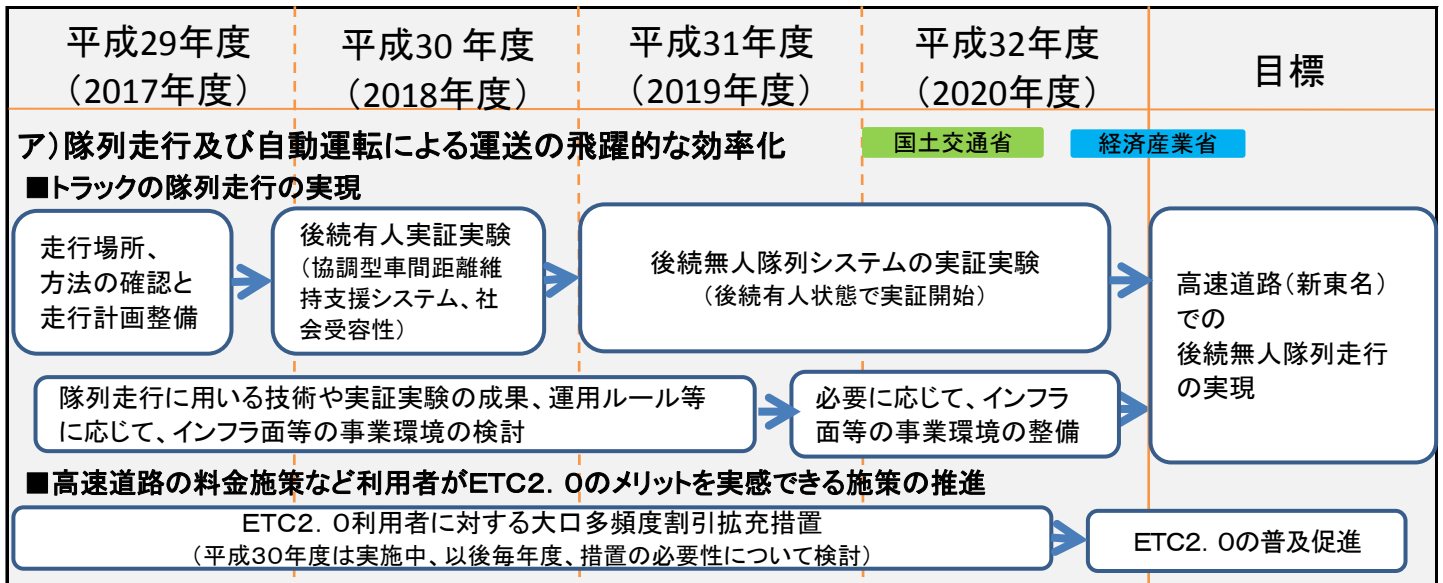 平成29年度
（2017年度）
平成30 年度
（2018年度）
平成31年度
（2019年度）
平成32年度
（2020年度）
目標
ア）隊列走行及び自動運転による運送の飛躍的な効率化
国土交通省
経済産業省
■トラックの隊列走行の実現
走行場所、
方法の確認と
走行計画整備
後続有人実証実験
（協調型車間距離維
持支援システム、社
会受容性）
後続無人隊列システムの実証実験
（後続有人状態で実証開始）
高速道路（新東名）
での
後続無人隊列走行
の実現
隊列走行に用いる技術や実証実験の成果、運用ルール等
に応じて、インフラ面等の事業環境の検討
必要に応じて、インフラ
面等の事業環境の整備
■高速道路の料金施策など利用者がＥＴＣ２．０のメリットを実感できる施策の推進
ＥＴＣ２．０利用者に対する大口多頻度割引拡充措置
（平成３０年度は実施中、以後毎年度、措置の必要性について検討）
ＥＴＣ２．０の普及促進